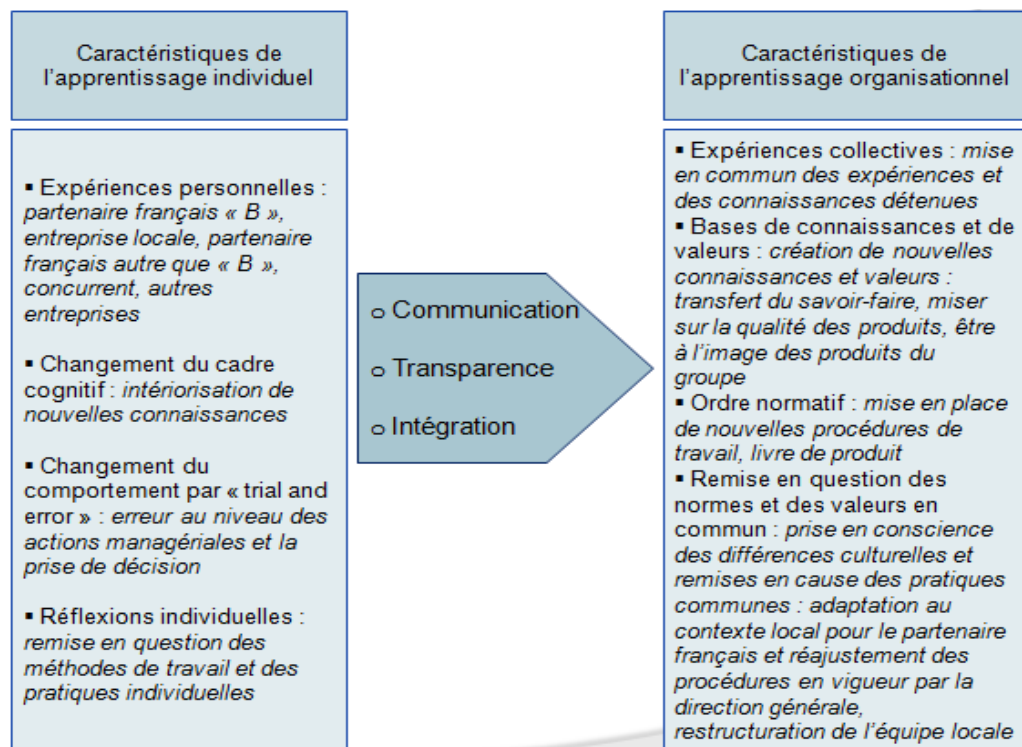 Caractéristiques de
l'apprentissage individuel
▪ Expériences personnelles :
partenaire français « B »,
entreprise locale, partenaire
français autre que « B »,
concurrent, autres
entreprises
▪ Changement du cadre
cognitif : intériorisation de
nouvelles connaissances
▪ Changement du
comportement par « trial and
error » : erreur au niveau des
actions managériales et la
prise de décision
▪ Réflexions individuelles :
remise en question des
méthodes de travail et des
pratiques individuelles
o Communication
o Transparence
o Intégration
Caractéristiques de
l'apprentissage organisationnel
▪ Expériences collectives : mise
en commun des expériences et
des connaissances détenues
▪ Bases de connaissances et de
valeurs : création de nouvelles
connaissances et valeurs :
transfert du savoir-faire, miser
sur la qualité des produits, être
à l'image des produits du
groupe
▪ Ordre normatif : mise en place
de nouvelles procédures de
travail, livre de produit
▪ Remise en question des
normes et des valeurs en
commun : prise en conscience
des différences culturelles et
remises en cause des pratiques
communes : adaptation au
contexte local pour le partenaire
français et réajustement des
procédures en vigueur par la
direction générale,
restructuration de l'équipe locale